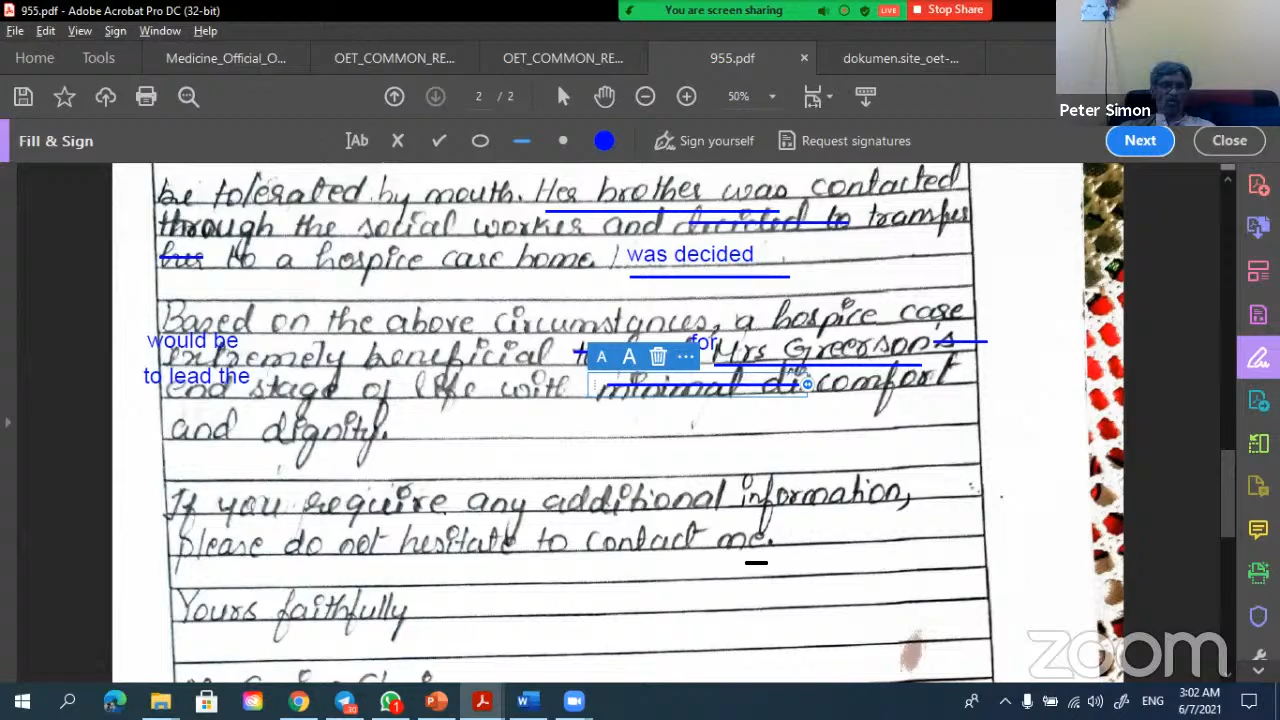 955.pdf - Adobe Acrobat Pro DC (32-bit)
You are screen sharing
LIVE
Stop Share
File Edit View Sign Window Help
Home Tools Medicine_Official_O... OET_COMMON_RE... OET_COMMON_RE... 955.pdf × dokumen.site_oet-...
2 / 2 50%
Peter Simon
Fill & Sign
Sign yourself Request signatures Next Close
be tolerated by mouth. Her brother was contacted
through the social worker and decided to transfer
her to a hospice care home.
was decided
Based on the above circumstances, a hospice care
would be
extremely beneficial
for
Mrs Greerson's
to lead the
end stage of life with minimal discomfort
and dignity.
If you require any additional information,
please do not hesitate to contact me.
Yours faithfully
zoom
ENG
3:02 AM
6/7/2021